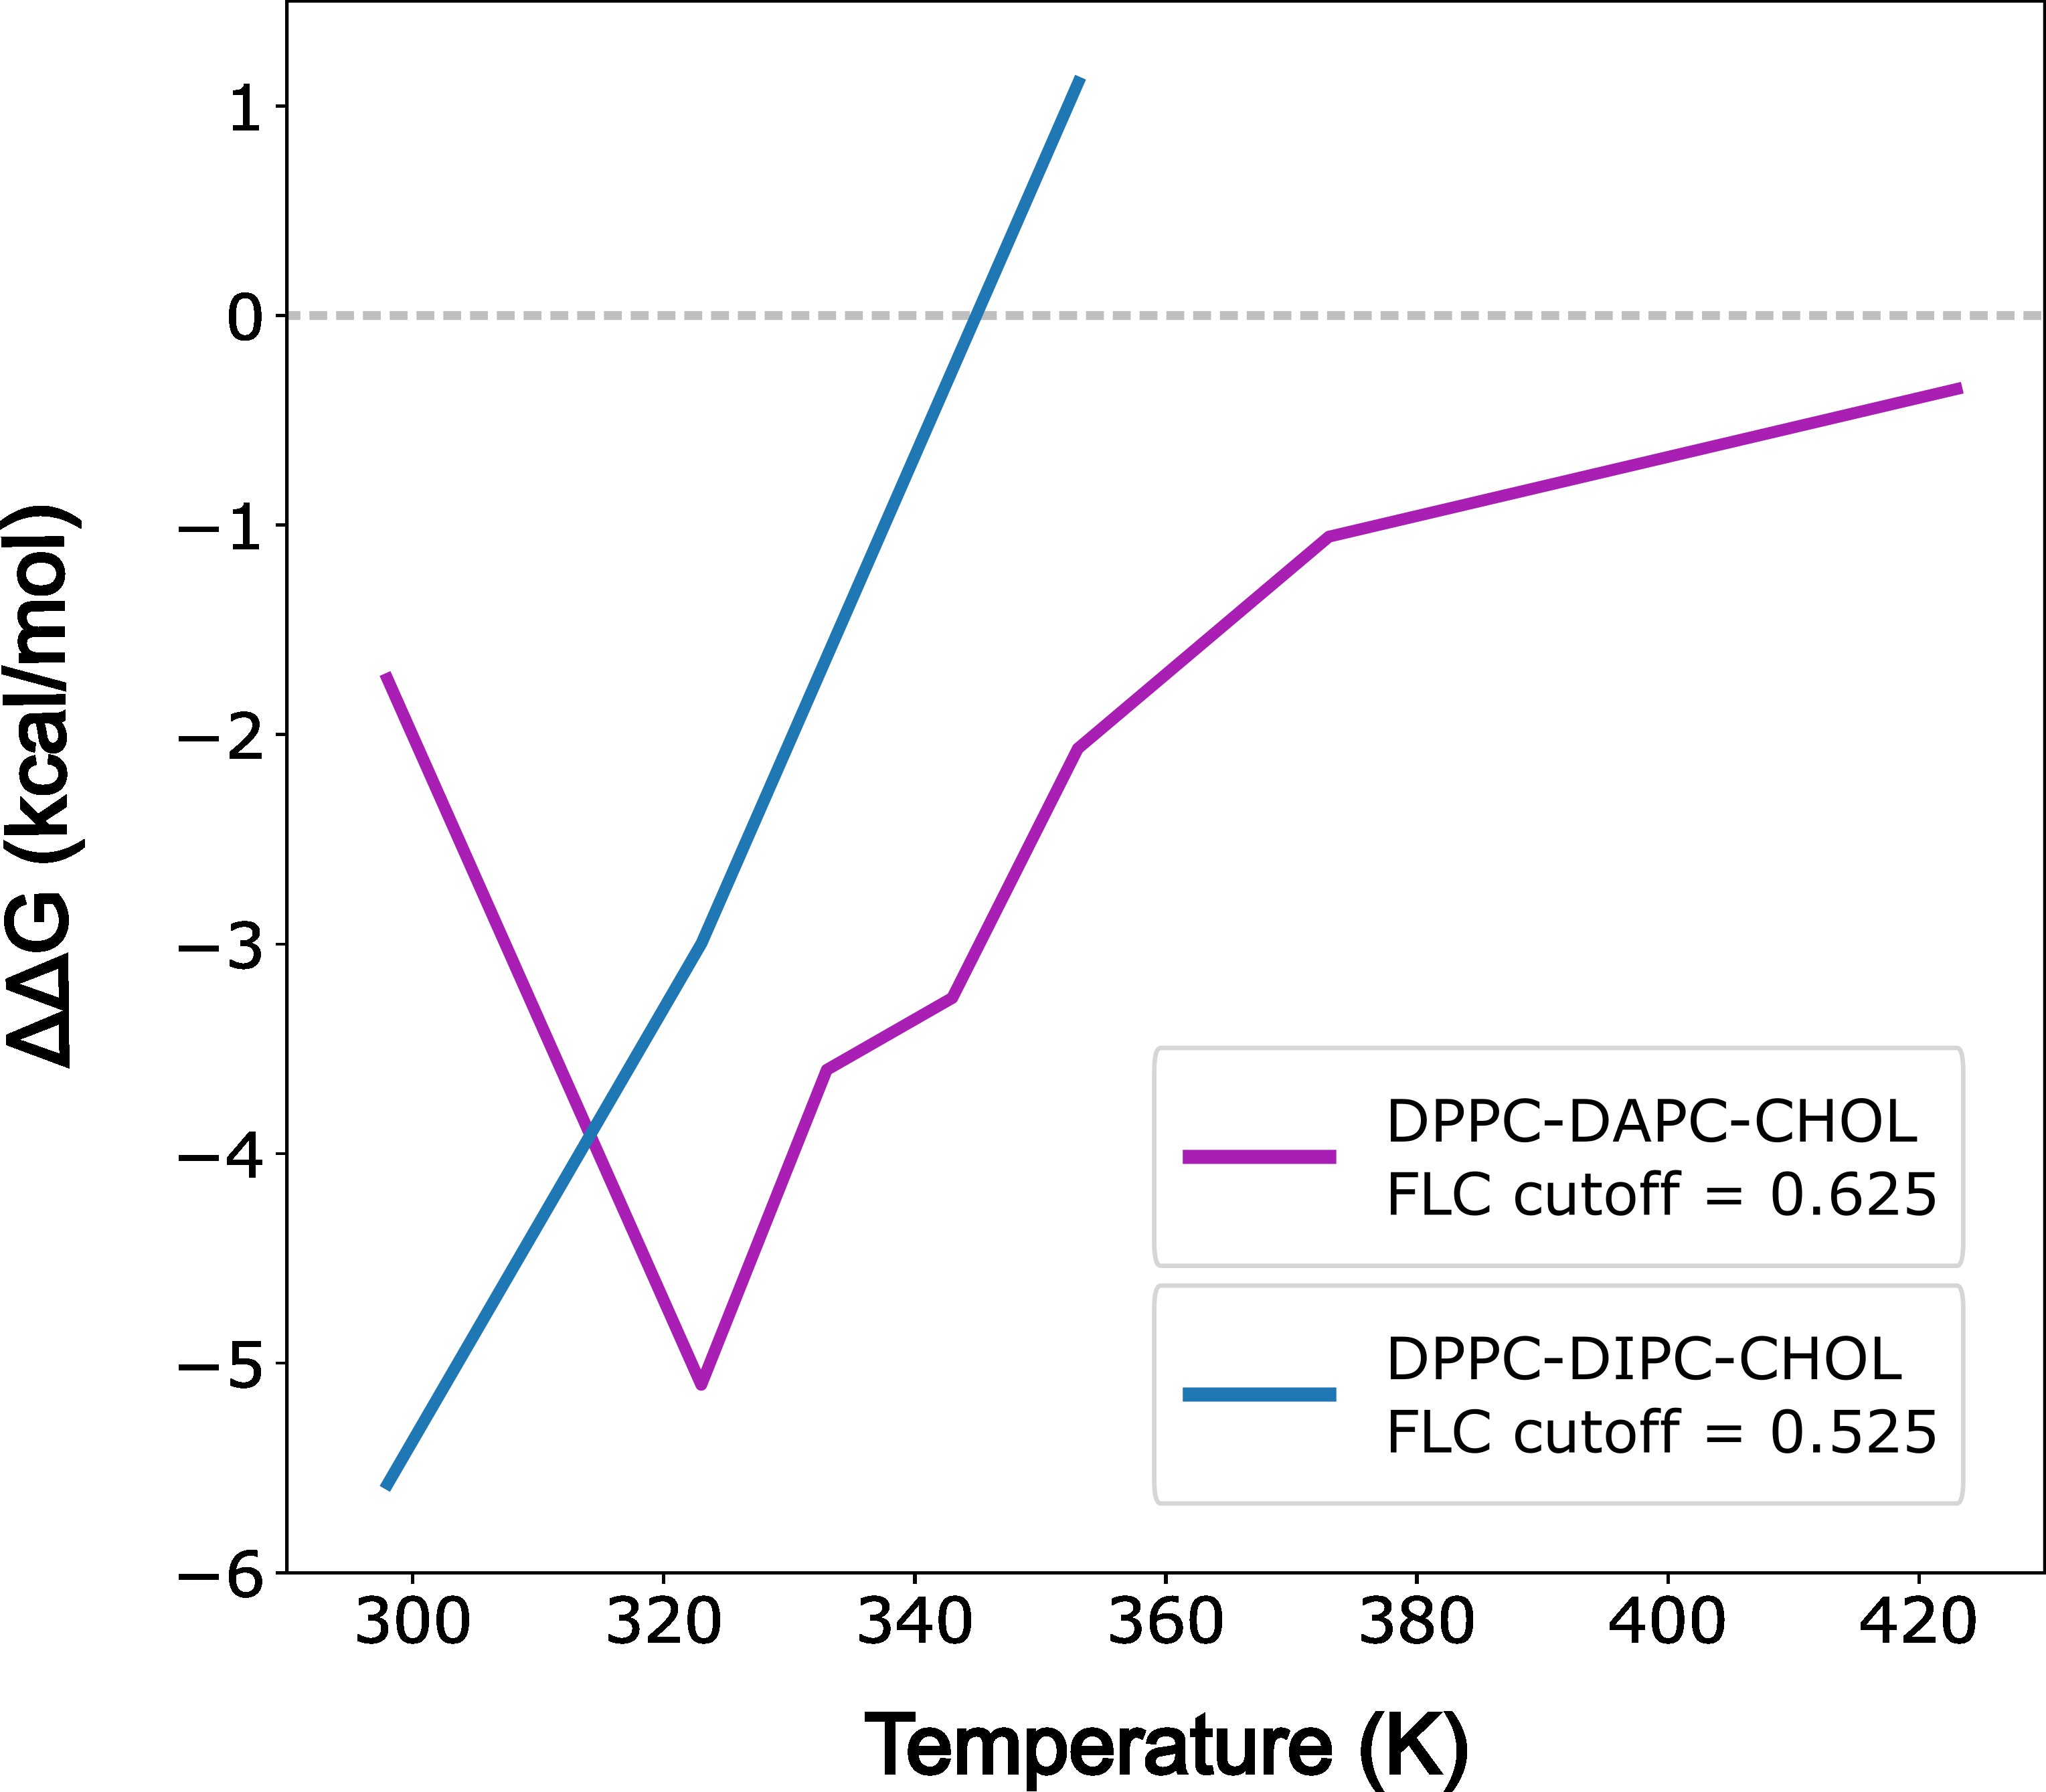 ΔΔG (kcal/mol)
1
0
−1
−2
−3
−4
−5
−6
DPPC-DAPC-CHOL
FLC cutoff = 0.625
DPPC-DIPC-CHOL
FLC cutoff = 0.525
300 320 340 360 380 400 420
Temperature (K)